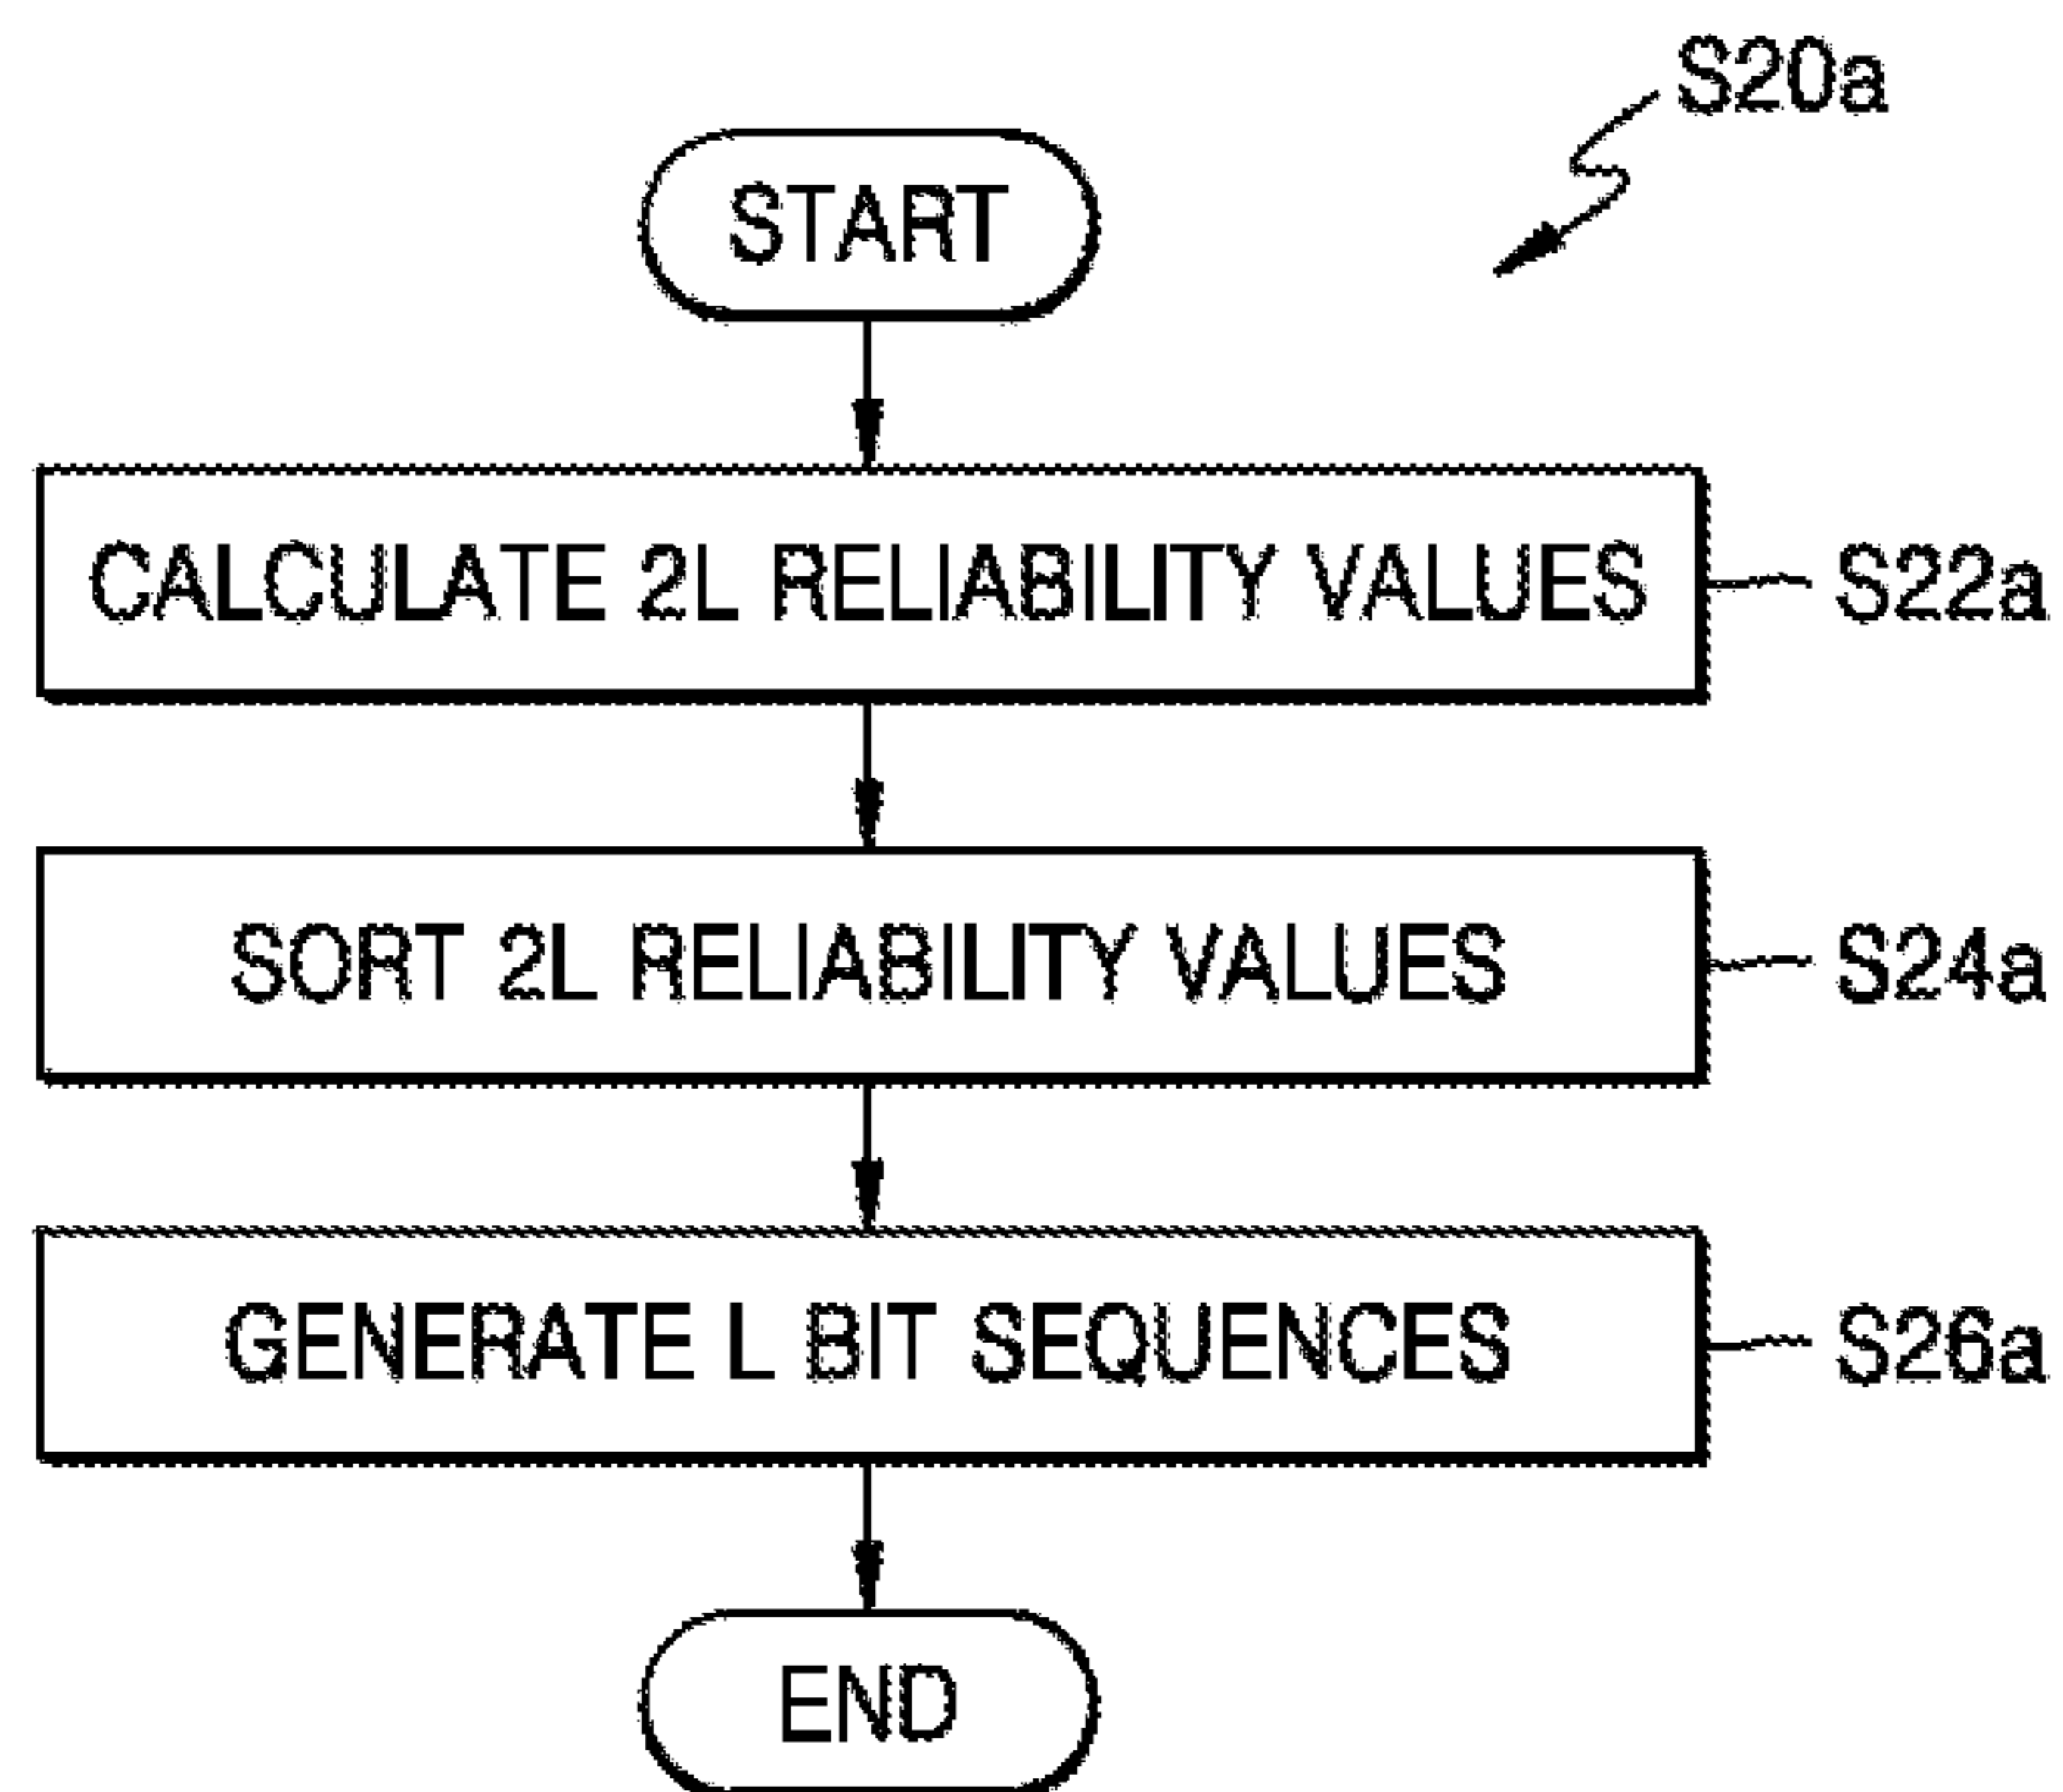 S20a
START
CALCULATE 2L RELIABILITY VALUES S22a
SORT 2L RELIABILITY VALUES S24a
GENERATE L BIT SEQUENCES S26a
END